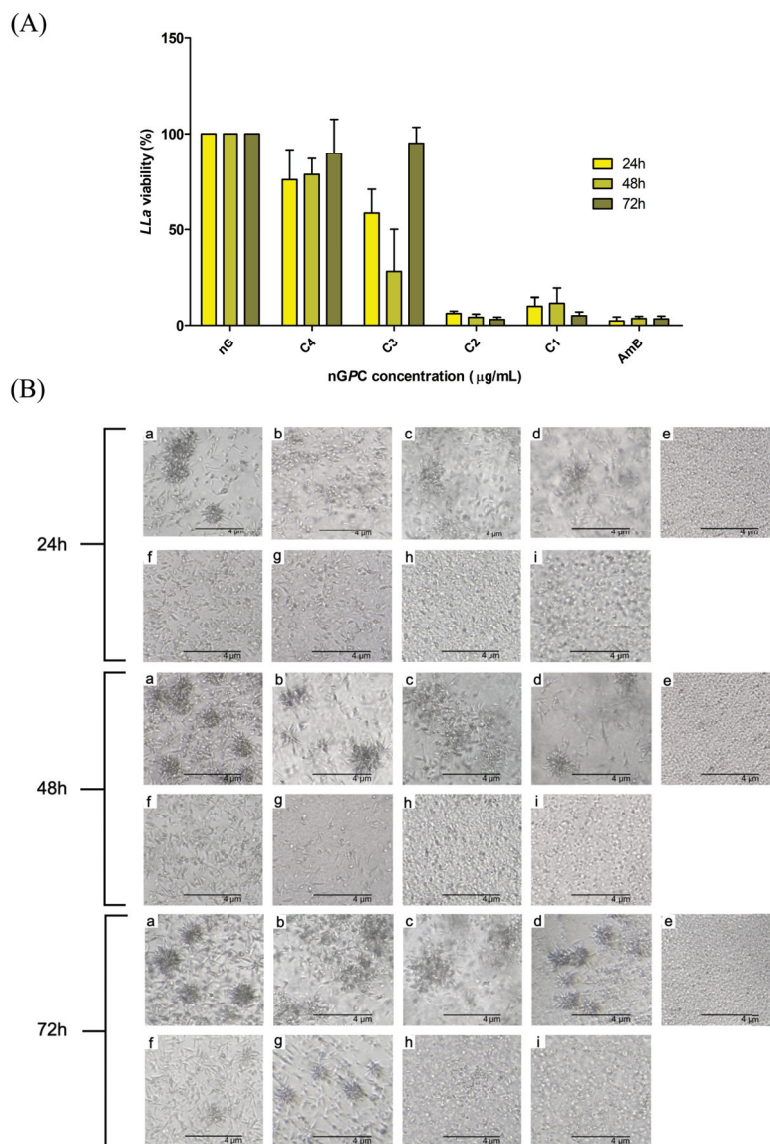 (A)
150
100
50
0
LLa viability (%)
24h
48h
72h
nG
C4
C3
C2
C1
AmB
nGPC concentration (µg/mL)
(B)
24h
a b c d e
4 µm 4 µm 4 µm 4 µm 4 µm
f g h i
4 µm 4 µm 4 µm 4 µm
48h
a b c d e
4 µm 4 µm 4 µm 4 µm 4 µm
f g h i
4 µm 4 µm 4 µm 4 µm
72h
a b c d e
4 µm 4 µm 4 µm 4 µm 4 µm
f g h i
4 µm 4 µm 4 µm 4 µm